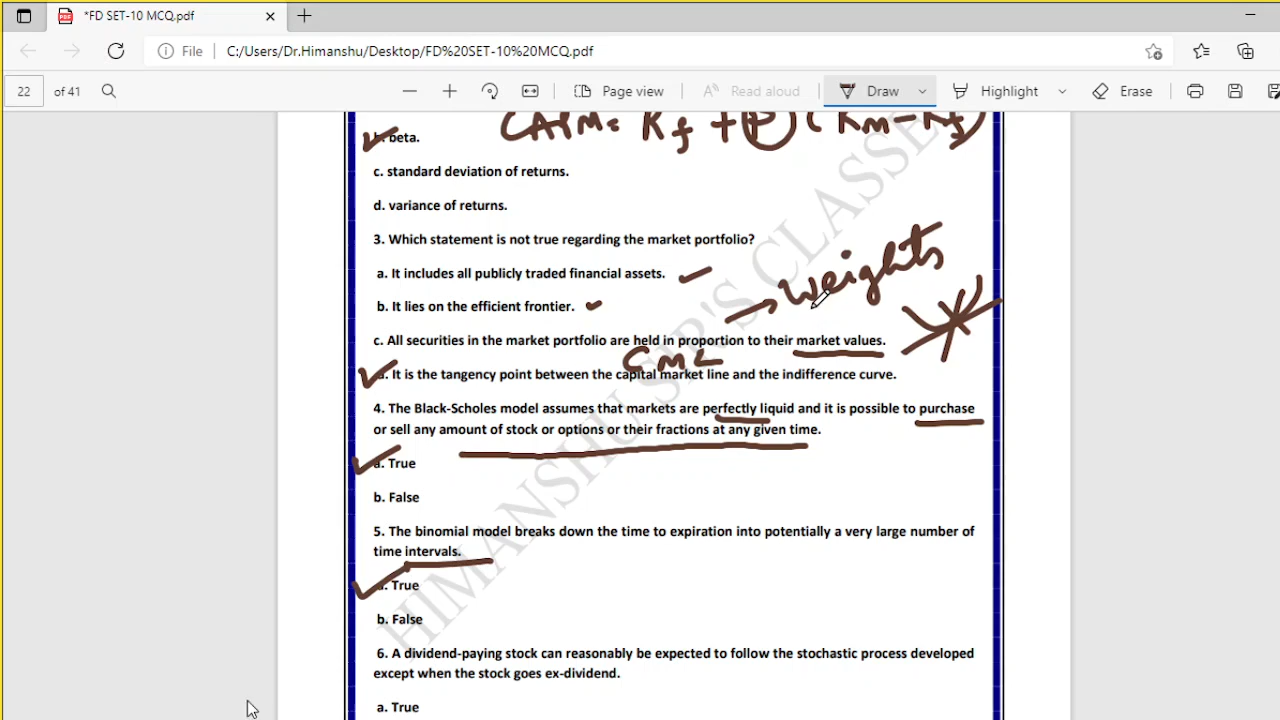 *FD SET-10 MCQ.pdf
File C:/Users/Dr.Himanshu/Desktop/FD%20SET-10%20MCQ.pdf
22 of 41 Page view Read aloud Draw Highlight Erase
CAPM = Kf + (β) (Km - Kf)
b. beta.
c. standard deviation of returns.
d. variance of returns.
3. Which statement is not true regarding the market portfolio?
a. It includes all publicly traded financial assets.
weights
b. It lies on the efficient frontier.
c. All securities in the market portfolio are held in proportion to their market values.
CML
d. It is the tangency point between the capital market line and the indifference curve.
4. The Black-Scholes model assumes that markets are perfectly liquid and it is possible to purchase
or sell any amount of stock or options or their fractions at any given time.
a. True
b. False
5. The binomial model breaks down the time to expiration into potentially a very large number of
time intervals.
a. True
b. False
6. A dividend-paying stock can reasonably be expected to follow the stochastic process developed
except when the stock goes ex-dividend.
a. True
HIMANSHU SIR'S CLASSES